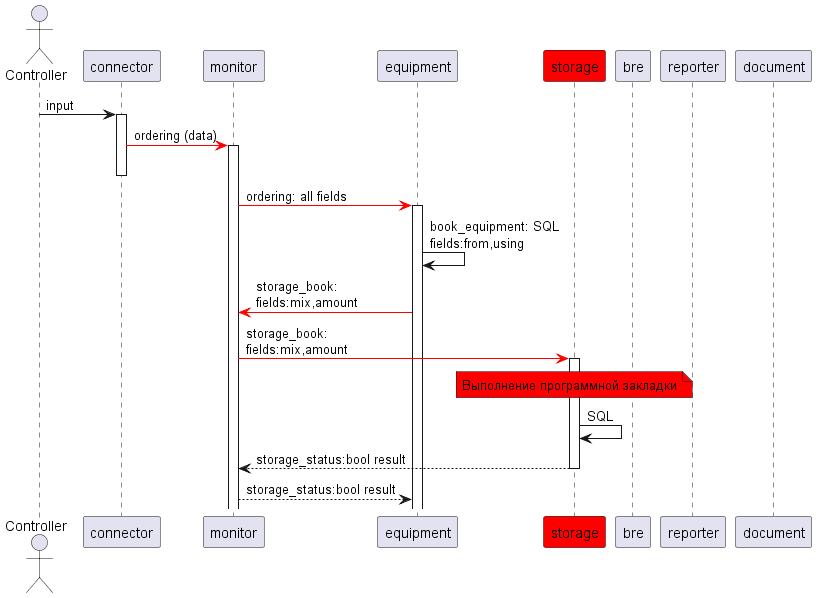 Controller
connector
monitor
equipment
storage
bre
reporter
document
input
ordering (data)
ordering: all fields
book_equipment: SQL
fields:from,using
storage_book:
fields:mix,amount
storage_book:
fields:mix,amount
Выполнение программной закладки
SQL
storage_status:bool result
storage_status:bool result
Controller
connector
monitor
equipment
storage
bre
reporter
document